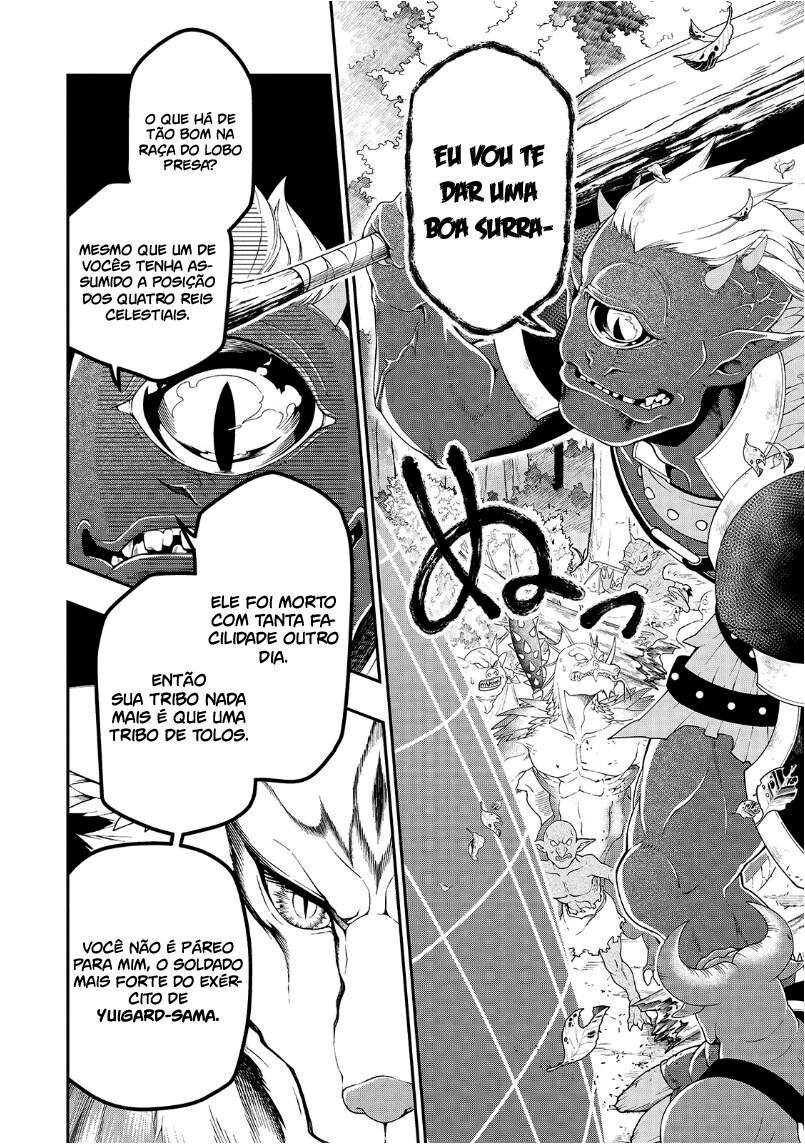 EU VOU TE
DAR UMA
BOA SURRA-
ぬっ
O QUE HÁ DE
TÃO BOM NA
RAÇA DO LOBO
PRESA?
MESMO QUE UM DE
VOCÊS TENHA AS-
SUMIDO A POSIÇÃO
DOS QUATRO REIS
CELESTIAIS.
ELE FOI MORTO
COM TANTA FA-
CILIDADE OUTRO
DIA.
ENTÃO
SUA TRIBO NADA
MAIS É QUE UMA
TRIBO DE TOLOS.
VOCÊ NÃO É PÁREO
PARA MIM, O SOLDADO
MAIS FORTE DO EXÉR-
CITO DE
YUIGARD-SAMA.